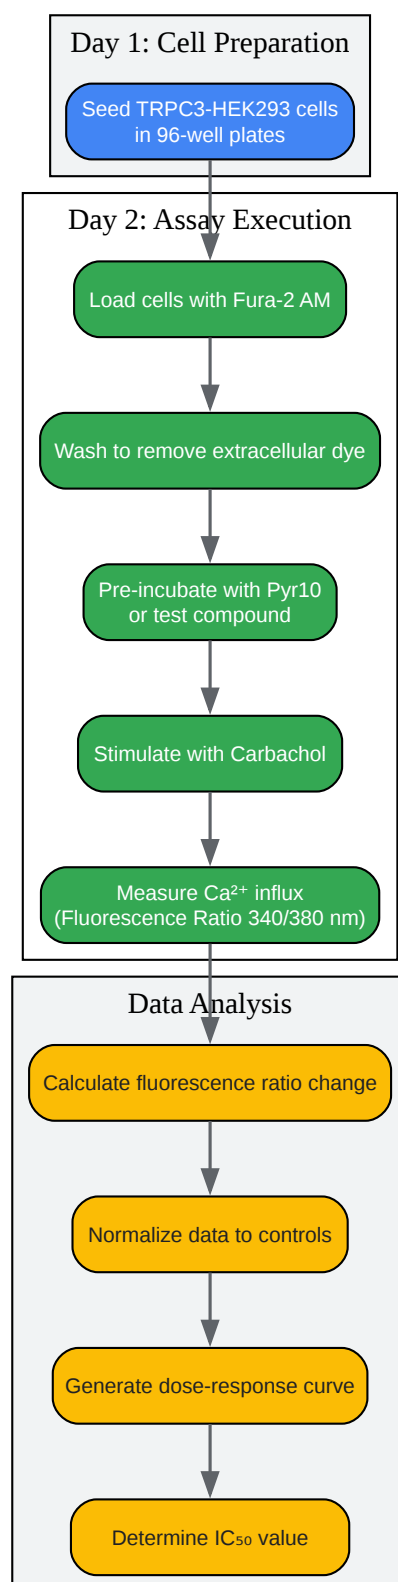 Day 1: Cell Preparation
Seed TRPC3-HEK293 cells
in 96-well plates
Day 2: Assay Execution
Load cells with Fura-2 AM
Wash to remove extracellular dye
Pre-incubate with Pyr10
or test compound
Stimulate with Carbachol
Measure Ca²⁺ influx
(Fluorescence Ratio 340/380 nm)
Data Analysis
Calculate fluorescence ratio change
Normalize data to controls
Generate dose-response curve
Determine IC₅₀ value